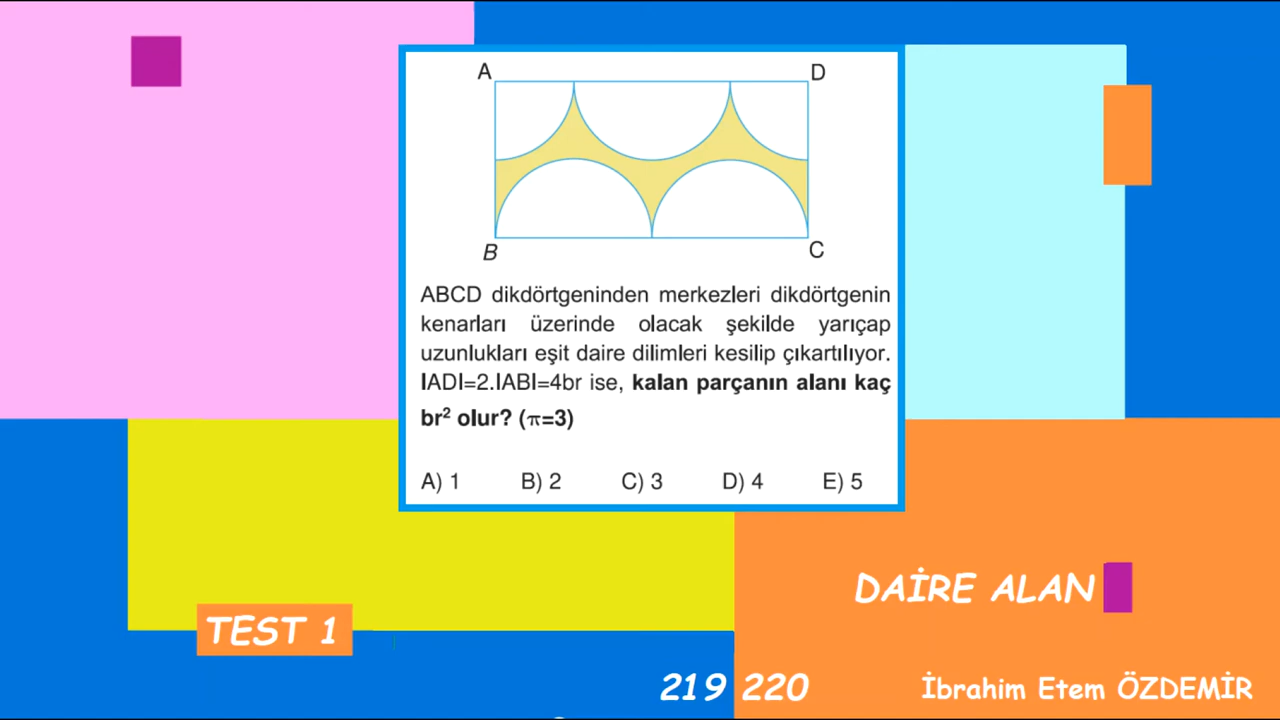 A
D
B
C
ABCD dikdörtgeninden merkezleri dikdörtgenin
kenarları üzerinde olacak şekilde yarıçap
uzunlukları eşit daire dilimleri kesilip çıkartılıyor.
IADI=2.IABI=4br ise, kalan parçanın alanı kaç
br² olur? (π=3)
A) 1 B) 2 C) 3 D) 4 E) 5
DAİRE ALAN
TEST 1
219 220
İbrahim Etem ÖZDEMİR